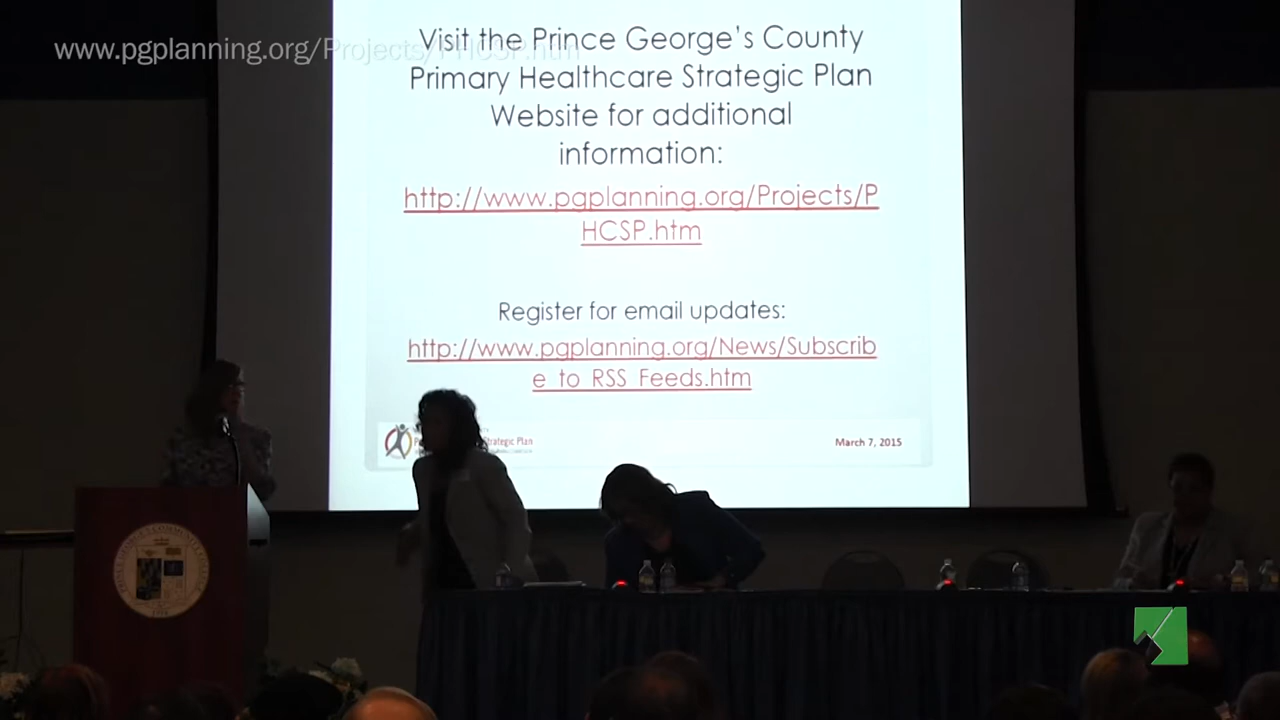 www.pgplanning.org/Projects/PHCSP.htm
Visit the Prince George's County
Primary Healthcare Strategic Plan
Website for additional
information:
http://www.pgplanning.org/Projects/P
HCSP.htm
Register for email updates:
http://www.pgplanning.org/News/Subscrib
e_to_RSS_Feeds.htm
Strategic Plan
March 7, 2015